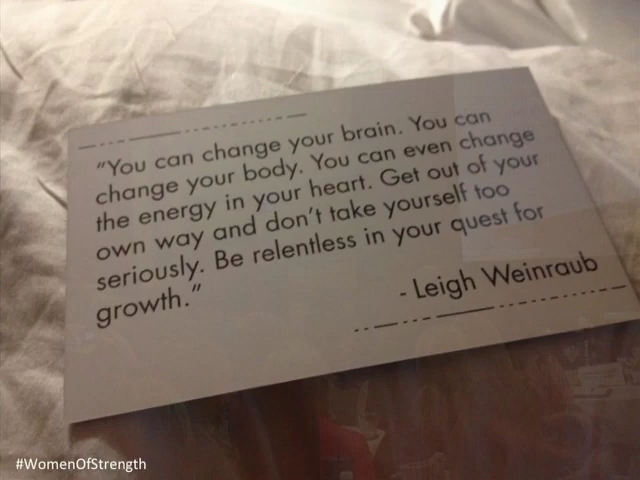 “You can change your brain. You can
change your body. You can even change
the energy in your heart. Get out of your
own way and don't take yourself too
seriously. Be relentless in your quest for
growth.”
- Leigh Weinraub
#WomenOfStrength